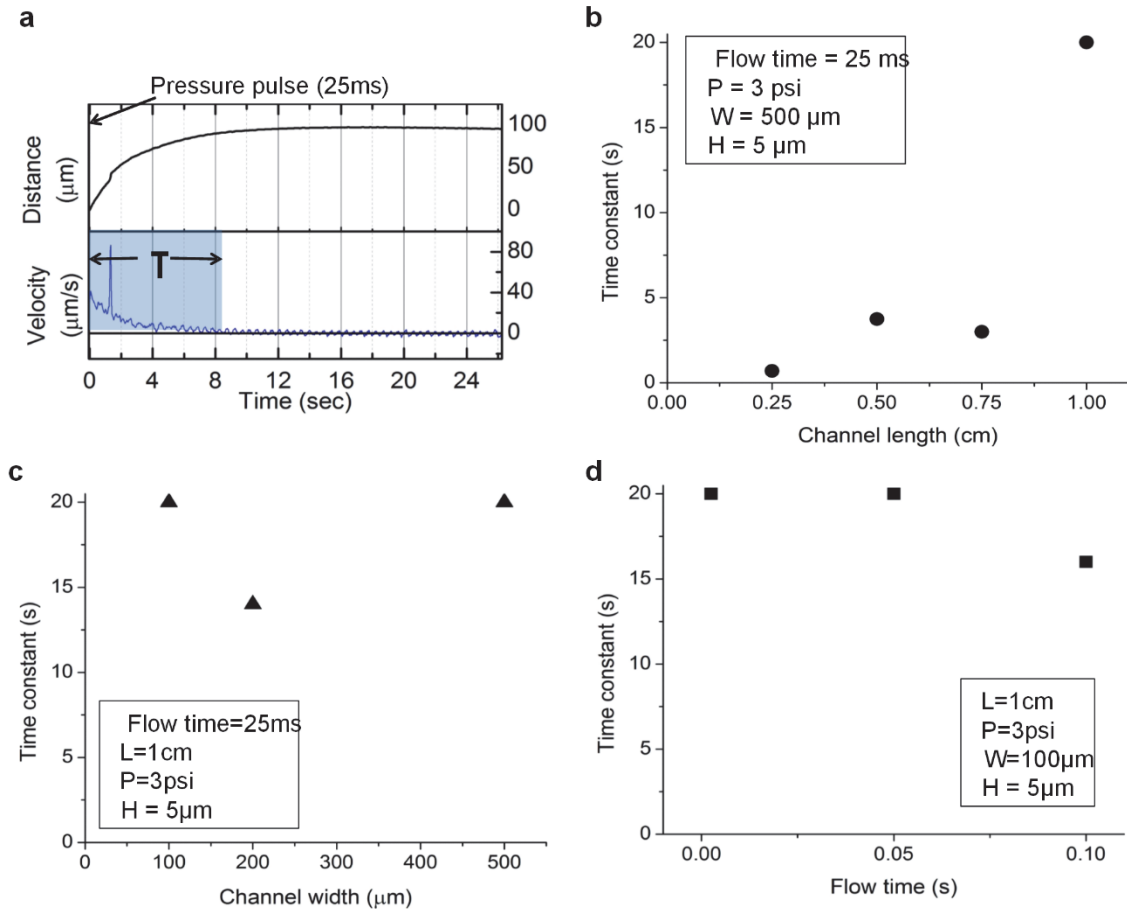 a
Pressure pulse (25ms)
100
50
0
Distance
(μm)
T
80
40
0
Velocity
(μm/s)
0 4 8 12 16 20 24
Time (sec)
b
Flow time = 25 ms
P = 3 psi
W = 500 μm
H = 5 μm
20
15
10
5
0
Time constant (s)
0.00 0.25 0.50 0.75 1.00
Channel length (cm)
c
20
15
10
5
0
Time constant (s)
Flow time=25ms
L=1cm
P=3psi
H = 5μm
0 100 200 300 400 500
Channel width (μm)
d
20
15
10
5
0
Time constant (s)
L=1cm
P=3psi
W=100μm
H = 5μm
0.00 0.05 0.10
Flow time (s)